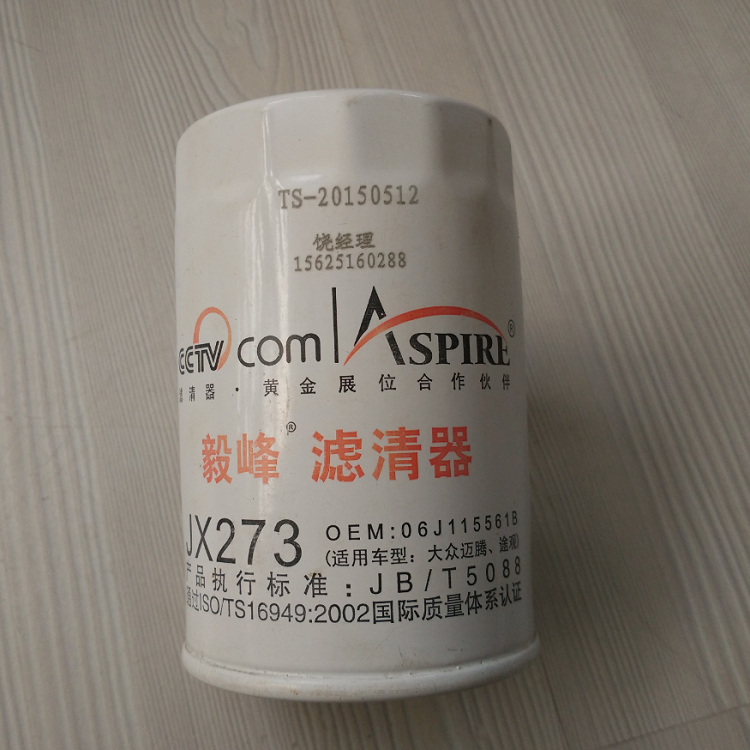 TS-20150512
饶经理
15625160288
CCTV com ASPIRE®
清器·黄金展位合作伙伴
毅峰® 滤清器
JX273 OEM:06J115561B
(适用车型:大众迈腾、途观)
产品执行标准:JB/T5088
通过ISO/TS16949:2002国际质量体系认证